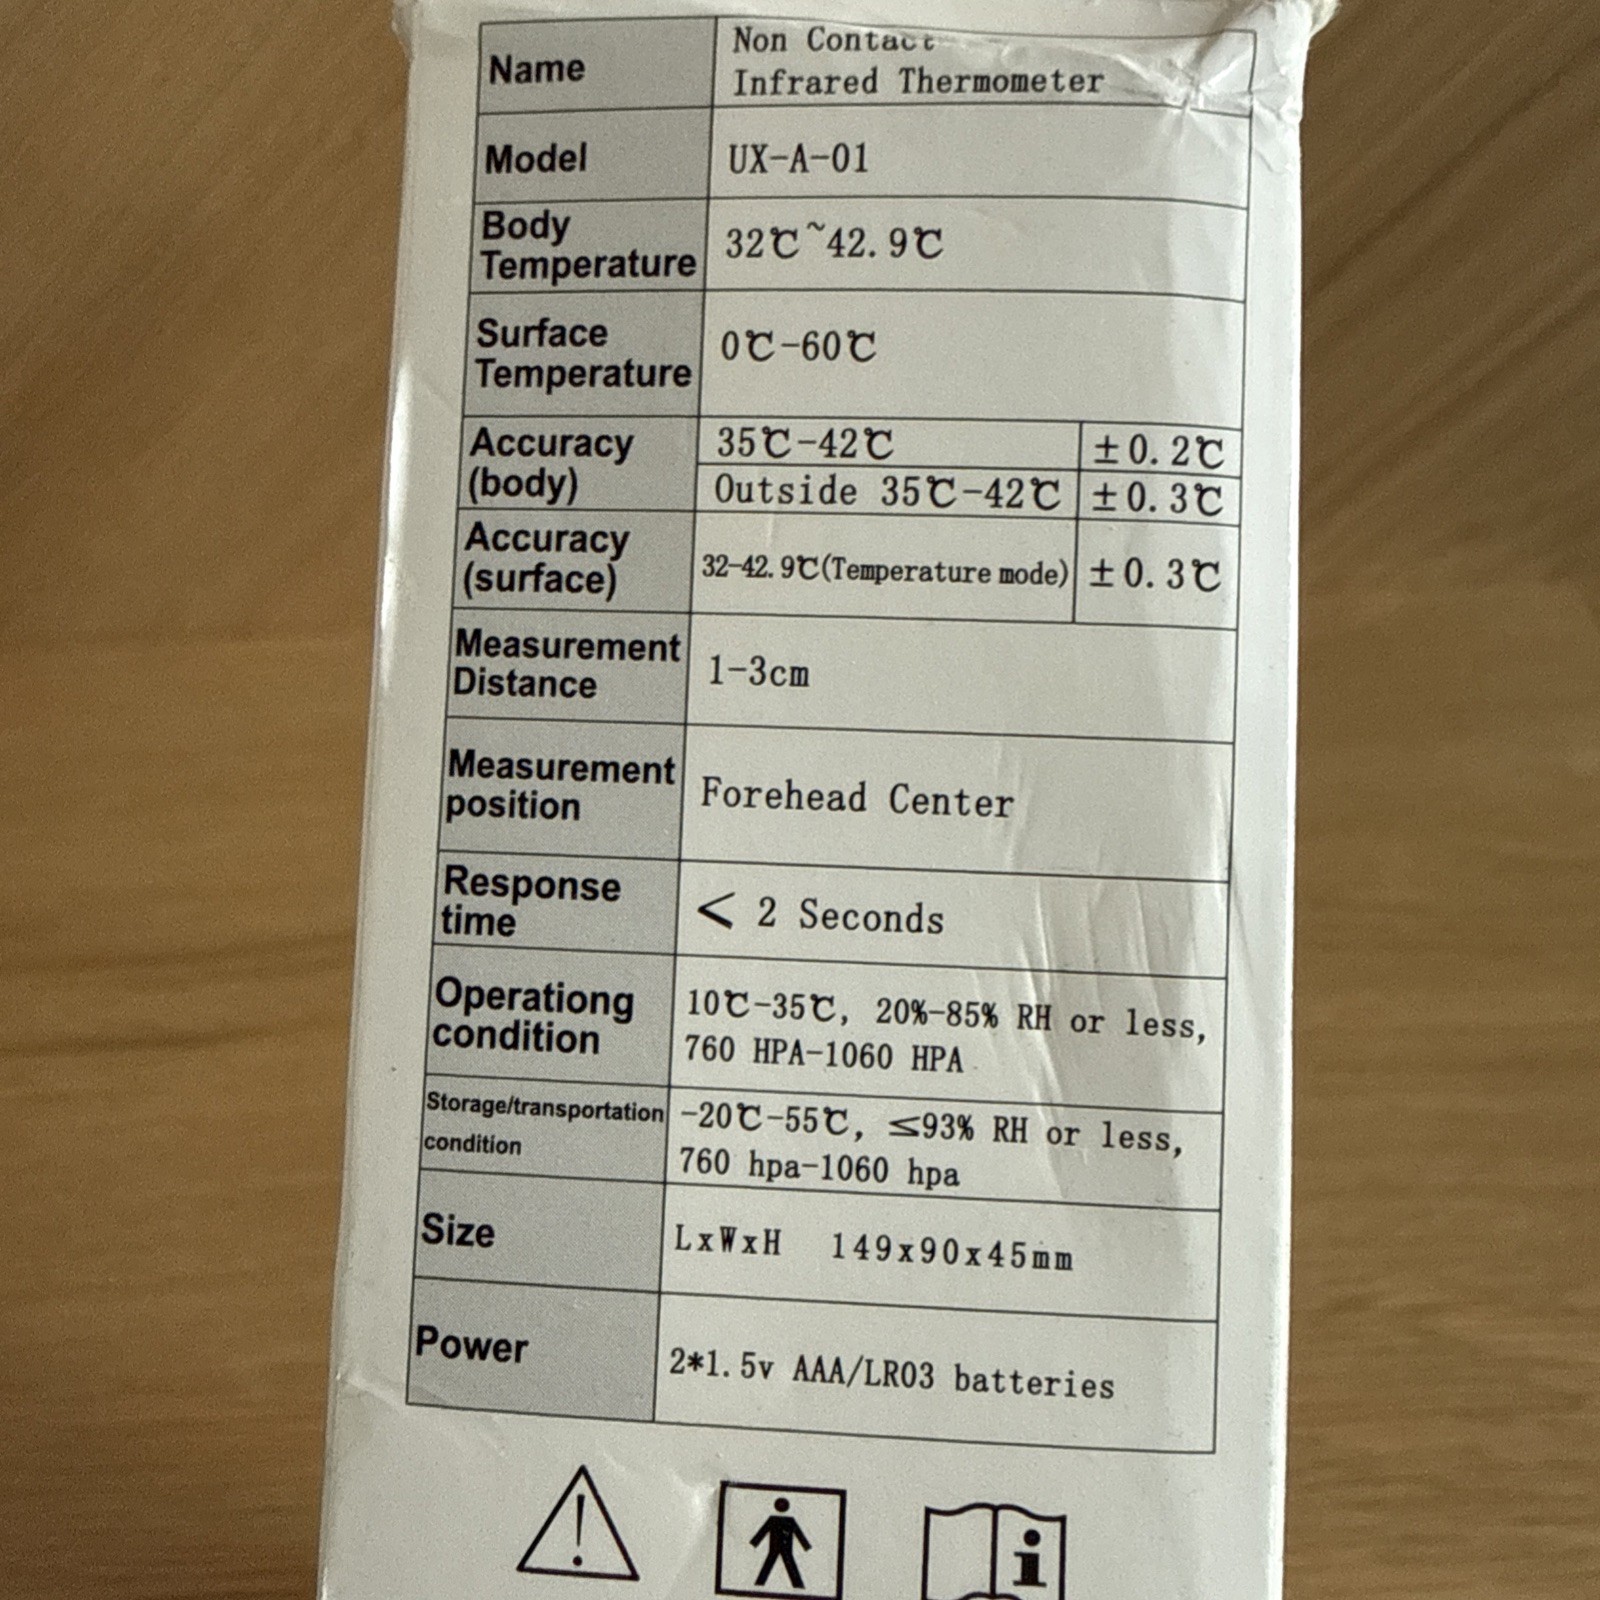 Name
Non Contact
Infrared Thermometer
Model
UX-A-01
Body
Temperature
32℃~42.9℃
Surface
Temperature
0℃-60℃
Accuracy
(body)
35℃-42℃
±0.2℃
Outside 35℃-42℃
±0.3℃
Accuracy
(surface)
32-42.9℃(Temperature mode)
±0.3℃
Measurement
Distance
1-3cm
Measurement
position
Forehead Center
Response
time
< 2 Seconds
Operationg
condition
10℃-35℃, 20%-85% RH or less,
760 HPA-1060 HPA
Storage/transportation
condition
-20℃-55℃, ≤93% RH or less,
760 hpa-1060 hpa
Size
LxWxH 149x90x45mm
Power
2*1.5v AAA/LR03 batteries